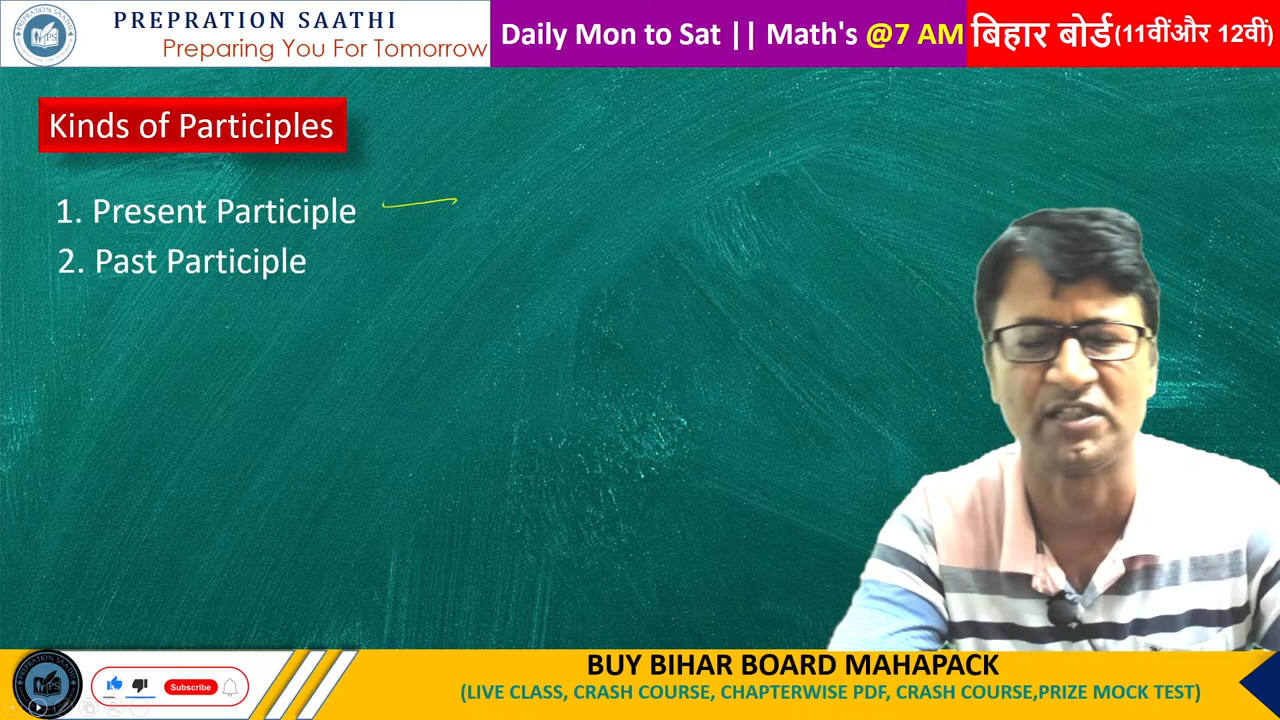 PREPRATION SAATHI
Preparing You For Tomorrow
Daily Mon to Sat || Math's @7 AM
बिहार बोर्ड(11वींऔर 12वीं)
Kinds of Participles
1. Present Participle
2. Past Participle
Subscribe
BUY BIHAR BOARD MAHAPACK
(LIVE CLASS, CRASH COURSE, CHAPTERWISE PDF, CRASH COURSE,PRIZE MOCK TEST)